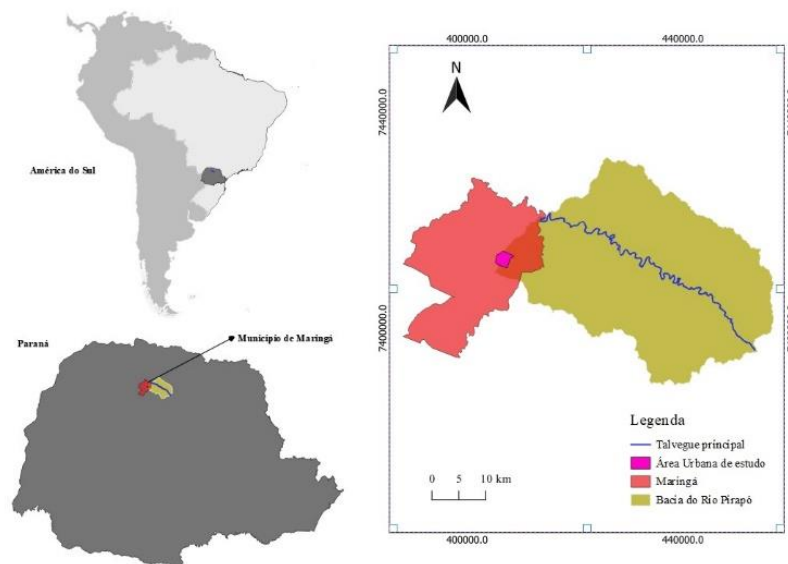 América do Sul
Paraná
Município de Maringá
400000.0
440000.0
N
7440000.0
7400000.0
Legenda
Talvegue principal
Área Urbana de estudo
Maringá
Bacia do Rio Pirapó
0 5 10 km
400000.0
440000.0